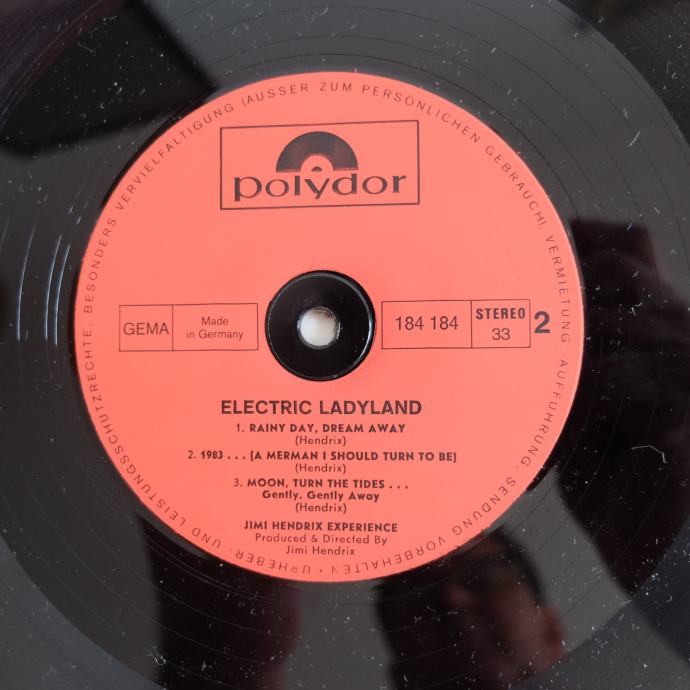 URHEBER- UND LEISTUNGSSCHUTZRECHTE, BESONDERS VERVIELFÄLTIGUNG (AUSSER ZUM PERSÖNLICHEN GEBRAUCH), VERMIETUNG, AUFFÜHRUNG, SENDUNG VORBEHALTEN •
polydor
GEMA
Made
in Germany
184 184
STEREO
33
2
ELECTRIC LADYLAND
1. RAINY DAY, DREAM AWAY
(Hendrix)
2. 1983 . . . (A MERMAN I SHOULD TURN TO BE)
(Hendrix)
3. MOON, TURN THE TIDES . . .
Gently, Gently Away
(Hendrix)
JIMI HENDRIX EXPERIENCE
Produced & Directed By
Jimi Hendrix